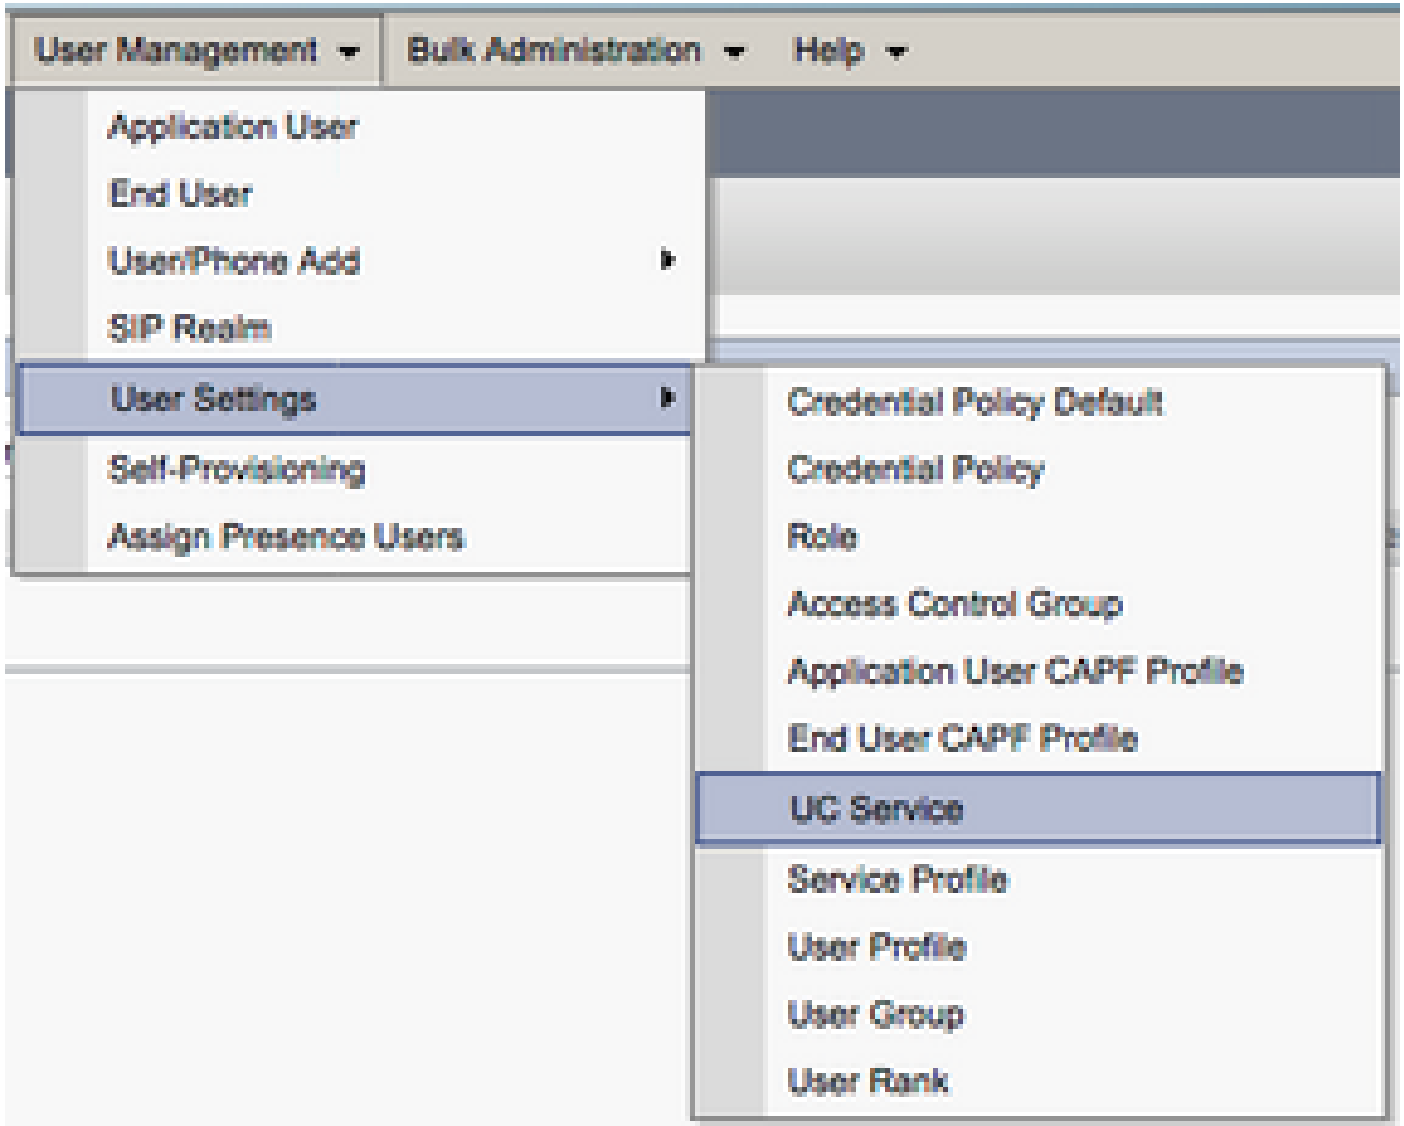 User Management Bulk Administration Help
Application User
End User
User/Phone Add
SIP Realm
User Settings
Self-Provisioning
Assign Presence Users
Credential Policy Default
Credential Policy
Role
Access Control Group
Application User CAPF Profile
End User CAPF Profile
UC Service
Service Profile
User Profile
User Group
User Rank